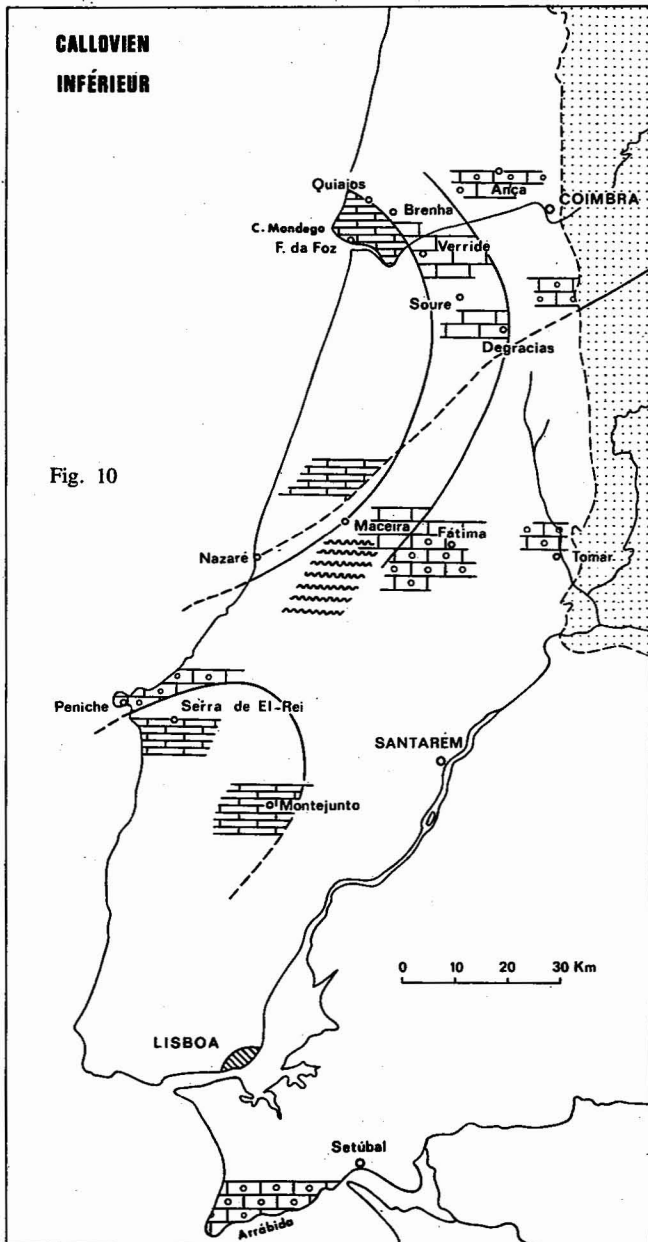 CALLOVIEN
INFÉRIEUR
Quiaios
Ança
COIMBRA
Brenha
C. Mondego
F. da Foz
Verride
Soure
Degracias
Fig. 10
Maceira
Fátima
Nazaré
Tomar
Peniche
Serra de El-Rei
SANTARÉM
Montejunto
0 10 20 30 Km
LISBOA
Setúbal
Arrábida